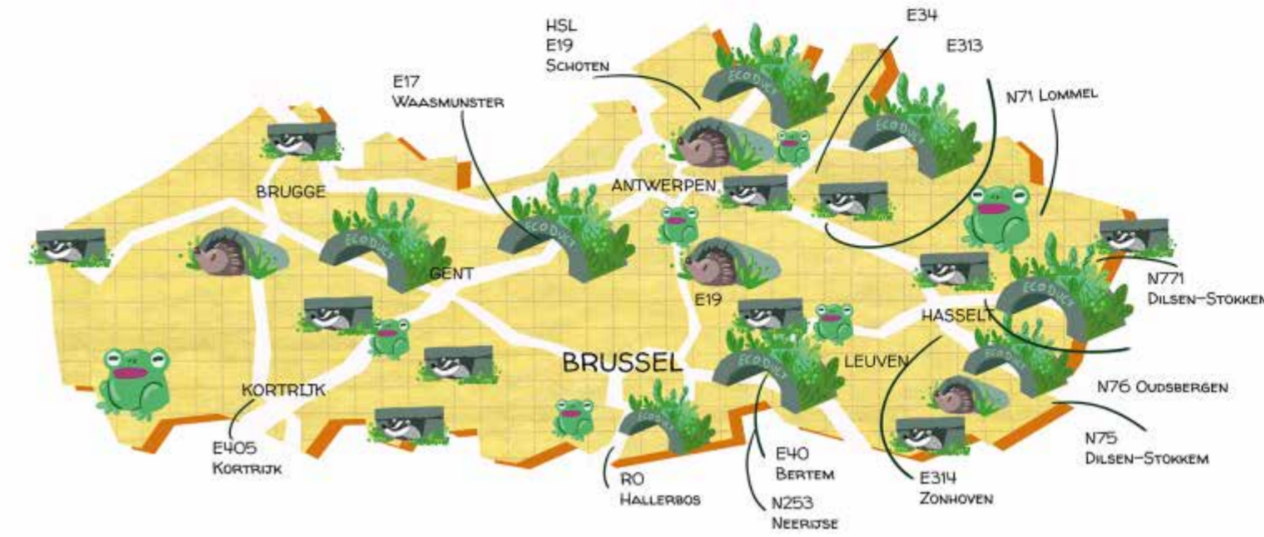 HSL
E19
Schoten
E34
E313
E17
Waasmunster
N71 Lommel
ECODUCT
ECODUCT
BRUGGE
ANTWERPEN
ECODUCT
ECODUCT
GENT
E19
ECODUCT
N771
Dilsen-Stokkem
HASSELT
BRUSSEL
ECODUCT
LEUVEN
ECODUCT
KORTRIJK
N76 Oudsbergen
E405
Kortrijk
ECODUCT
R0
Hallerbos
E40
Bertem
N253
Neerijse
E314
Zonhoven
N75
Dilsen-Stokkem